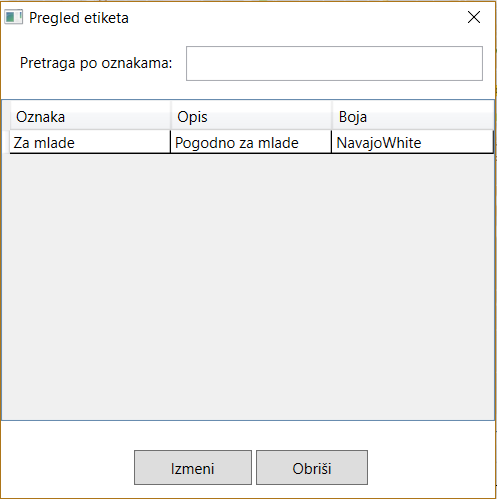 Pregled etiketa
Pretraga po oznakama:
Oznaka Opis Boja
Za mlade Pogodno za mlade NavajoWhite
Izmeni Obriši